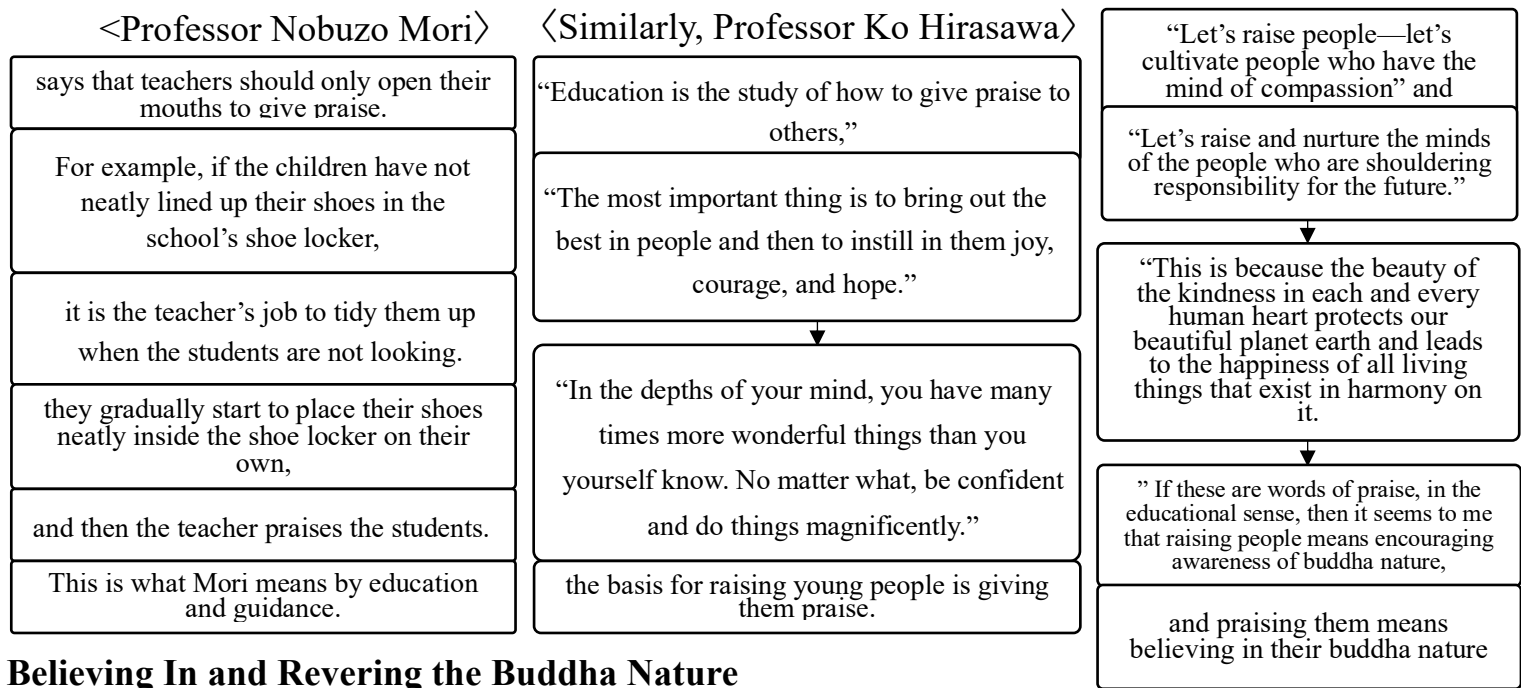 <Professor Nobuzo Mori〉
says that teachers should only open their
mouths to give praise.
For example, if the children have not
neatly lined up their shoes in the
school’s shoe locker,
it is the teacher’s job to tidy them up
when the students are not looking.
they gradually start to place their shoes
neatly inside the shoe locker on their
own,
and then the teacher praises the students.
This is what Mori means by education
and guidance.
〈Similarly, Professor Ko Hirasawa〉
“Education is the study of how to give praise to
others,”
“The most important thing is to bring out the
best in people and then to instill in them joy,
courage, and hope.”
“In the depths of your mind, you have many
times more wonderful things than you
yourself know. No matter what, be confident
and do things magnificently.”
the basis for raising young people is giving
them praise.
“Let’s raise people—let’s
cultivate people who have the
mind of compassion” and
“Let’s raise and nurture the minds
of the people who are shouldering
responsibility for the future.”
“This is because the beauty of
the kindness in each and every
human heart protects our
beautiful planet earth and leads
to the happiness of all living
things that exist in harmony on
it.
” If these are words of praise, in the
educational sense, then it seems to me
that raising people means encouraging
awareness of buddha nature,
and praising them means
believing in their buddha nature
Believing In and Revering the Buddha Nature